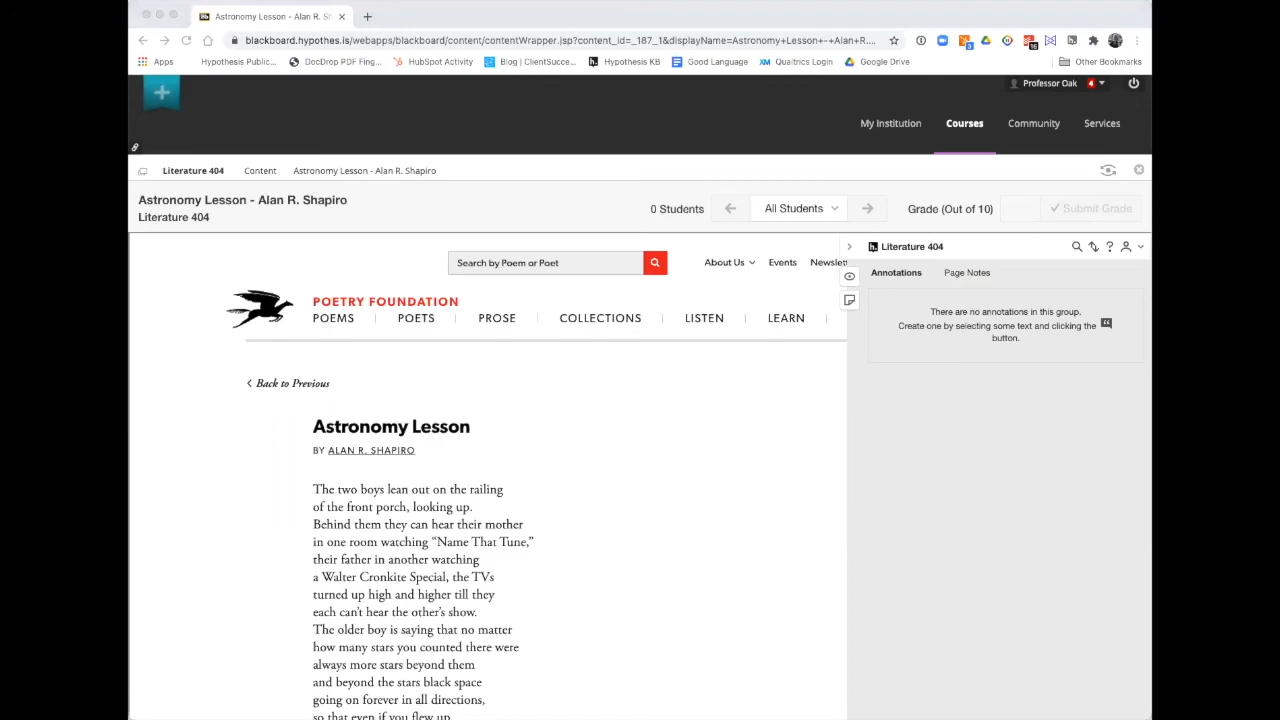 Astronomy Lesson - Alan R. Sh
blackboard.hypothes.is/webapps/blackboard/content/contentWrapper.jsp?content_id=_187_1&displayName=Astronomy+Lesson+-+Alan+R....
3
16
Apps
Hypothesis Public...
DocDrop PDF Fing...
HubSpot Activity
Blog | ClientSucce...
Hypothesis KB
Good Language
Qualtrics Login
Google Drive
Other Bookmarks
Professor Oak
4
My Institution
Courses
Community
Services
Literature 404
Content
Astronomy Lesson - Alan R. Shapiro
Astronomy Lesson - Alan R. Shapiro
Literature 404
0 Students
All Students
Grade (Out of 10)
Submit Grade
Search by Poem or Poet
About Us
Events
Newslett
POETRY FOUNDATION
POEMS
POETS
PROSE
COLLECTIONS
LISTEN
LEARN
h.
Literature 404
Annotations
Page Notes
There are no annotations in this group.
Create one by selecting some text and clicking the
button.
Back to Previous
Astronomy Lesson
BY ALAN R. SHAPIRO
The two boys lean out on the railing
of the front porch, looking up.
Behind them they can hear their mother
in one room watching “Name That Tune,”
their father in another watching
a Walter Cronkite Special, the TVs
turned up high and higher till they
each can’t hear the other’s show.
The older boy is saying that no matter
how many stars you counted there were
always more stars beyond them
and beyond the stars black space
going on forever in all directions,
so that even if you flew up